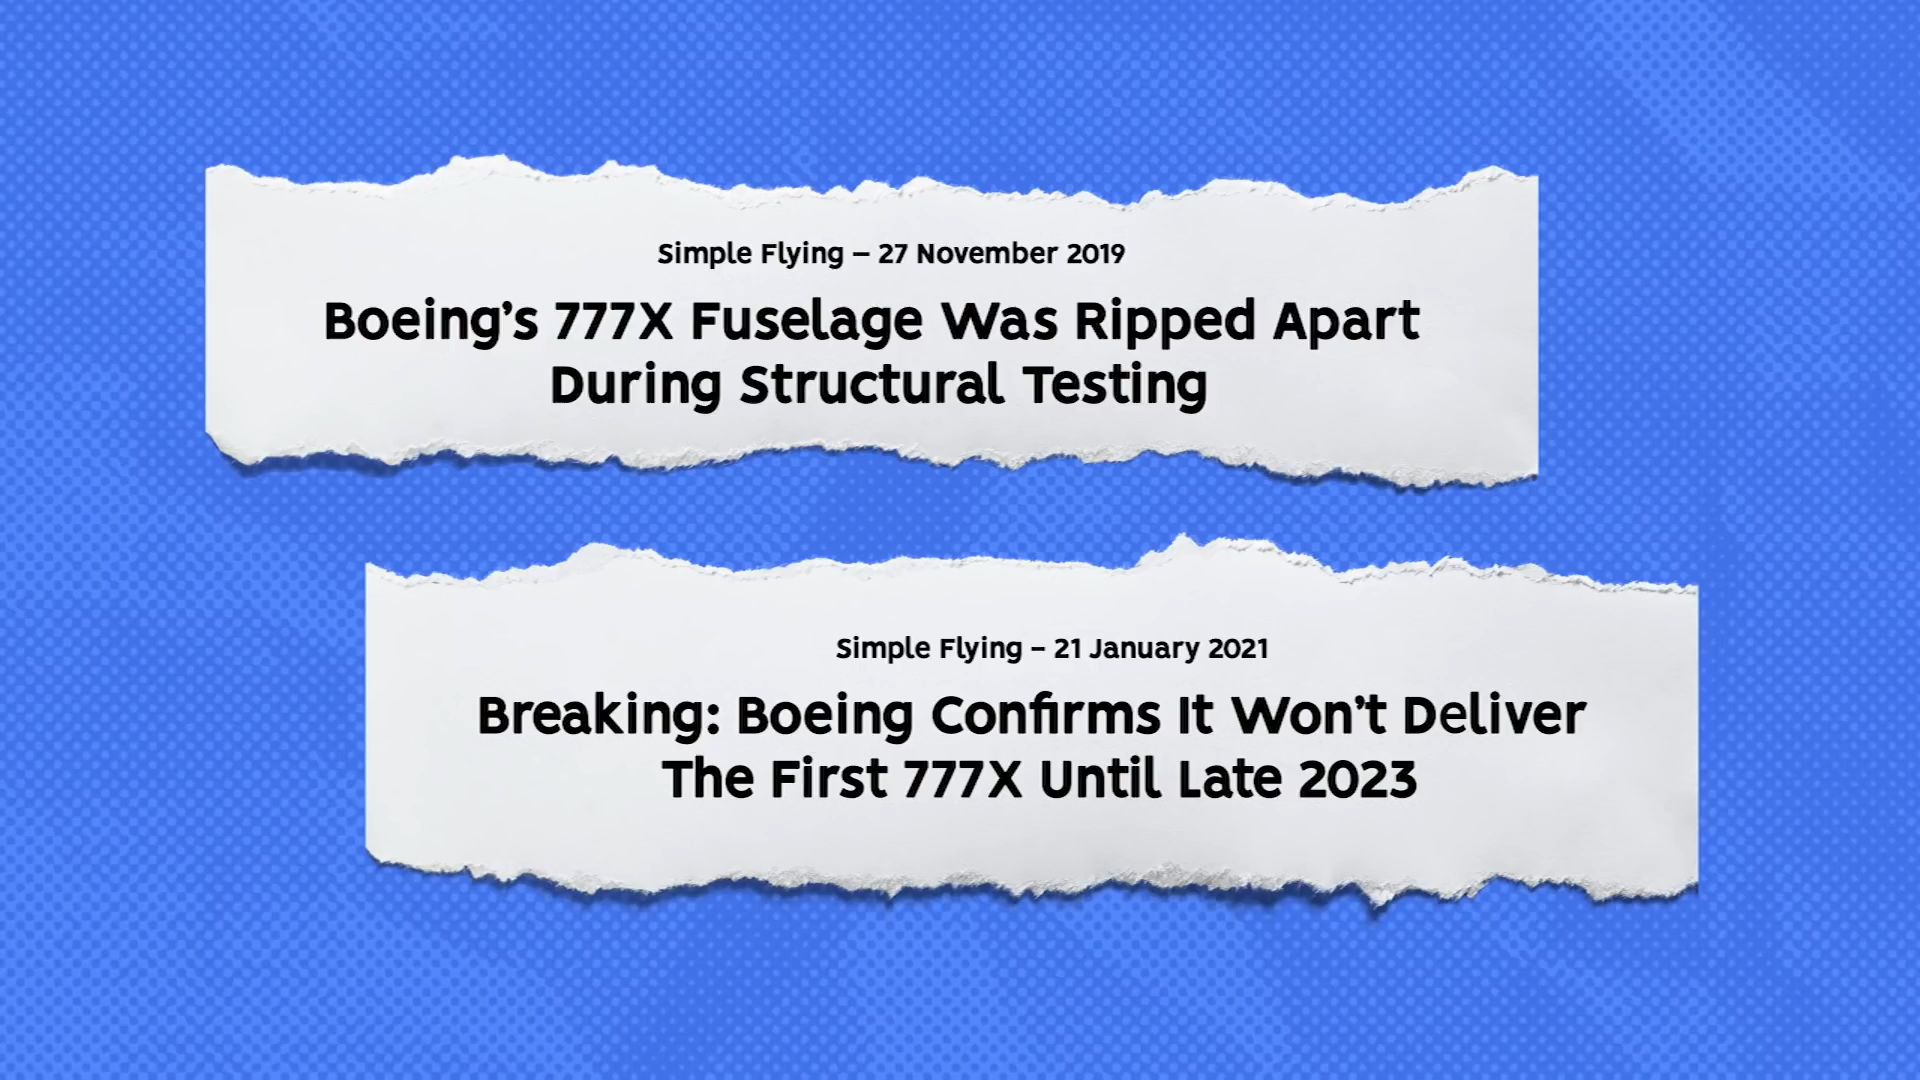 Simple Flying – 27 November 2019
Boeing’s 777X Fuselage Was Ripped Apart
During Structural Testing
Simple Flying – 21 January 2021
Breaking: Boeing Confirms It Won’t Deliver
The First 777X Until Late 2023